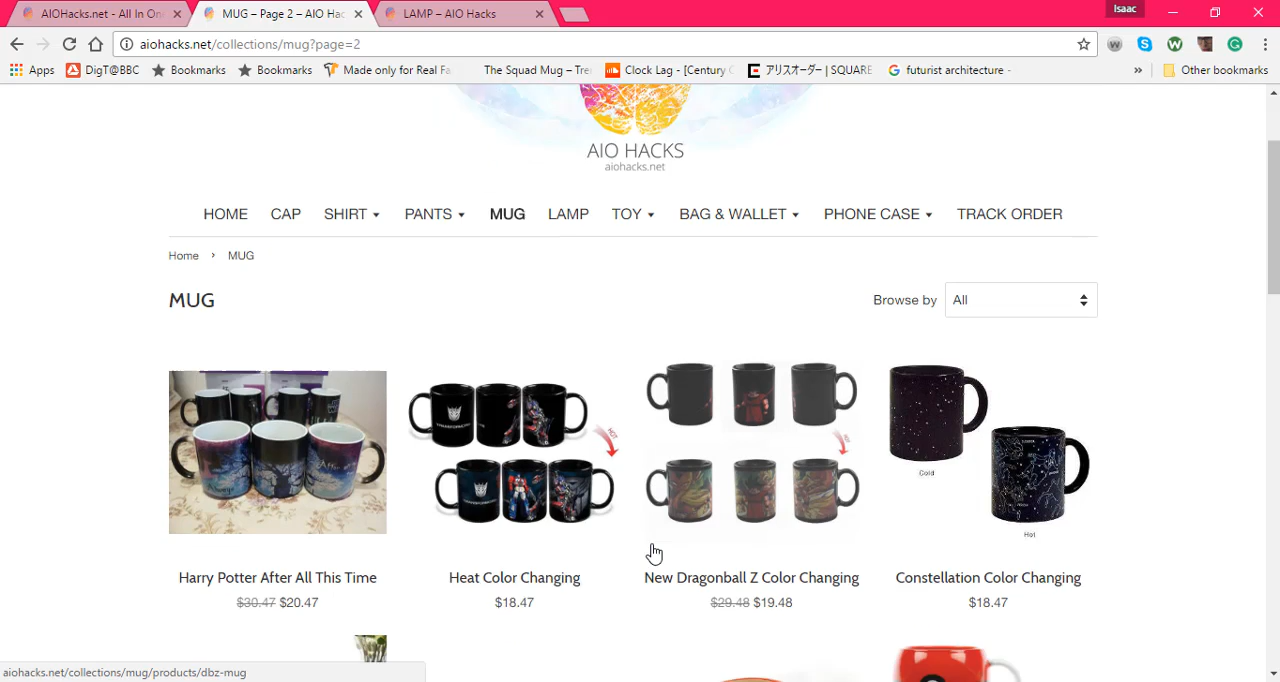 Isaac
AIOHacks.net - All In On
MUG – Page 2 – AIO Hac
LAMP – AIO Hacks
aiohacks.net/collections/mug?page=2
Apps
DigT@BBC
Bookmarks
Bookmarks
Made only for Real Fa
The Squad Mug – Tre
Clock Lag - [Century C
アリスオーダー | SQUARE
futurist architecture -
»
Other bookmarks
AIO HACKS
aiohacks.net
HOME CAP SHIRT PANTS MUG LAMP TOY BAG & WALLET PHONE CASE TRACK ORDER
Home › MUG
MUG
Browse by All
HOT
HOT
Cold
Hot
Harry Potter After All This Time
Heat Color Changing
New Dragonball Z Color Changing
Constellation Color Changing
$30.47 $20.47
$18.47
$29.48 $19.48
$18.47
aiohacks.net/collections/mug/products/dbz-mug